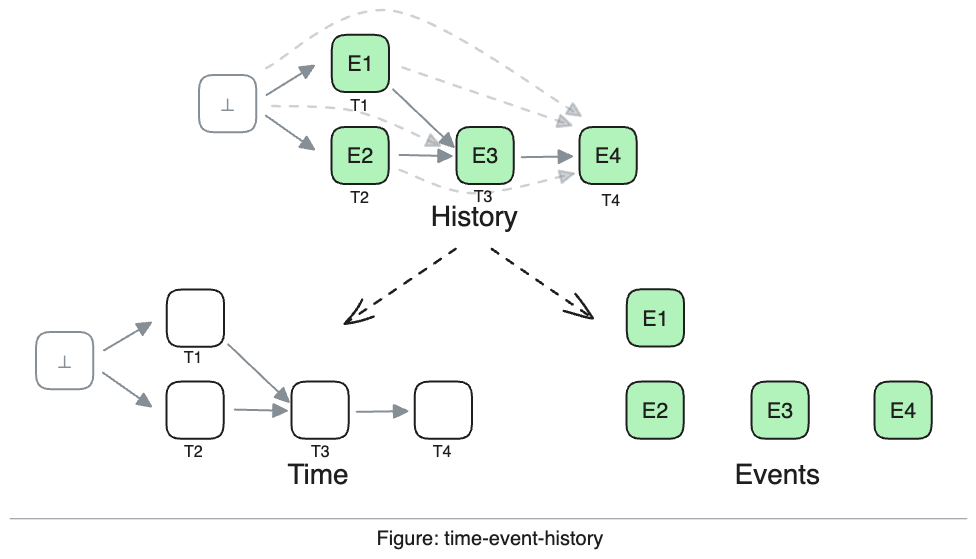 E1
⊥
T1
E2
E3
E4
T2
T3
T4
History
E1
⊥
T1
E2
E3
E4
T2
T3
T4
Time
Events
Figure: time-event-history